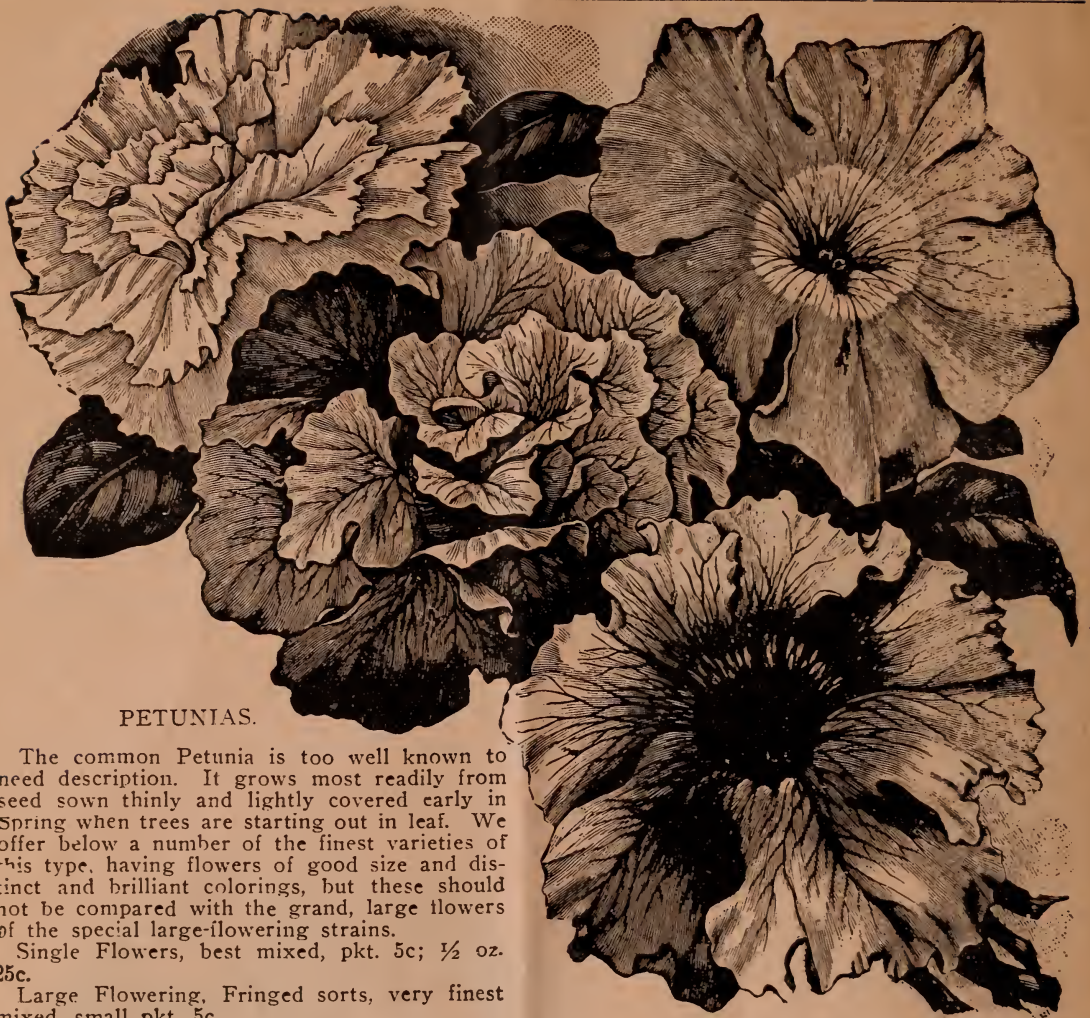 PETUNIAS.
The common Petunia is too well known to
need description. It grows most readily from
seed sown thinly and lightly covered early in
Spring when trees are starting out in leaf. We
offer below a number of the finest varieties of
this type, having flowers of good size and dis-
tinct and brilliant colorings, but these should
not be compared with the grand, large flowers
of the special large-flowering strains.
Single Flowers, best mixed, pkt. 5c; ½ oz.
25c.
Large Flowering, Fringed sorts, very finest
mixed, small pkt. 5c.